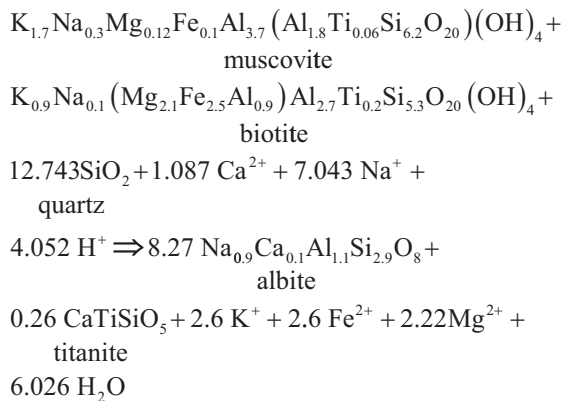 K₁.₇Na₀.₃Mg₀.₁₂Fe₀.₁Al₃.₇(Al₁.₈Ti₀.₀₆Si₆.₂O₂₀)(OH)₄+
muscovite
K₀.₉Na₀.₁(Mg₂.₁Fe₂.₅Al₀.₉)Al₂.₇Ti₀.₂Si₅.₃O₂₀(OH)₄+
biotite
12.743SiO₂+1.087 Ca²⁺ + 7.043 Na⁺ +
quartz
4.052 H⁺ ⇒ 8.27 Na₀.₉Ca₀.₁Al₁.₁Si₂.₉O₈ +
albite
0.26 CaTiSiO₅ + 2.6 K⁺ + 2.6 Fe²⁺ + 2.22Mg²⁺ +
titanite
6.026 H₂O